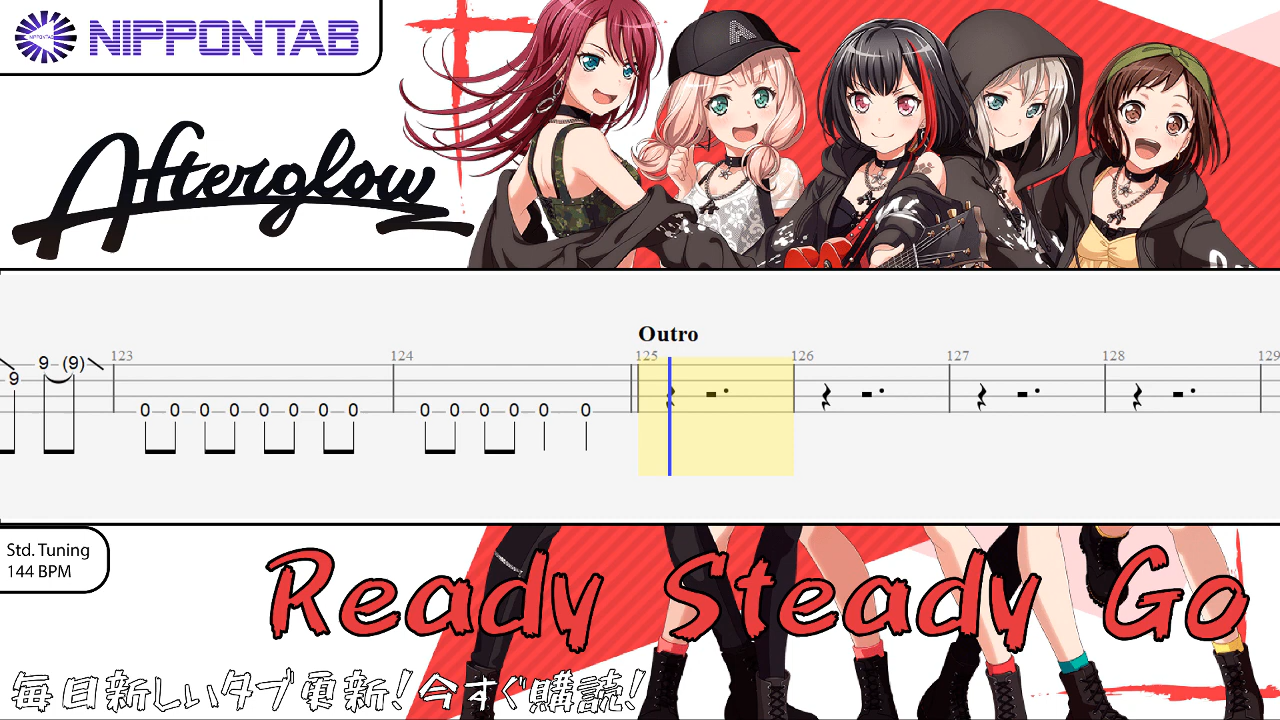 NIPPONTAB
Afterglow
A
Outro
123 124 125 126 127 128 129
9 9 (9)
0 0 0 0 0 0 0 0 0 0 0 0 0 0
Std. Tuning
144 BPM
Ready Steady Go
毎日新しいタブ更新!今すぐ購読!